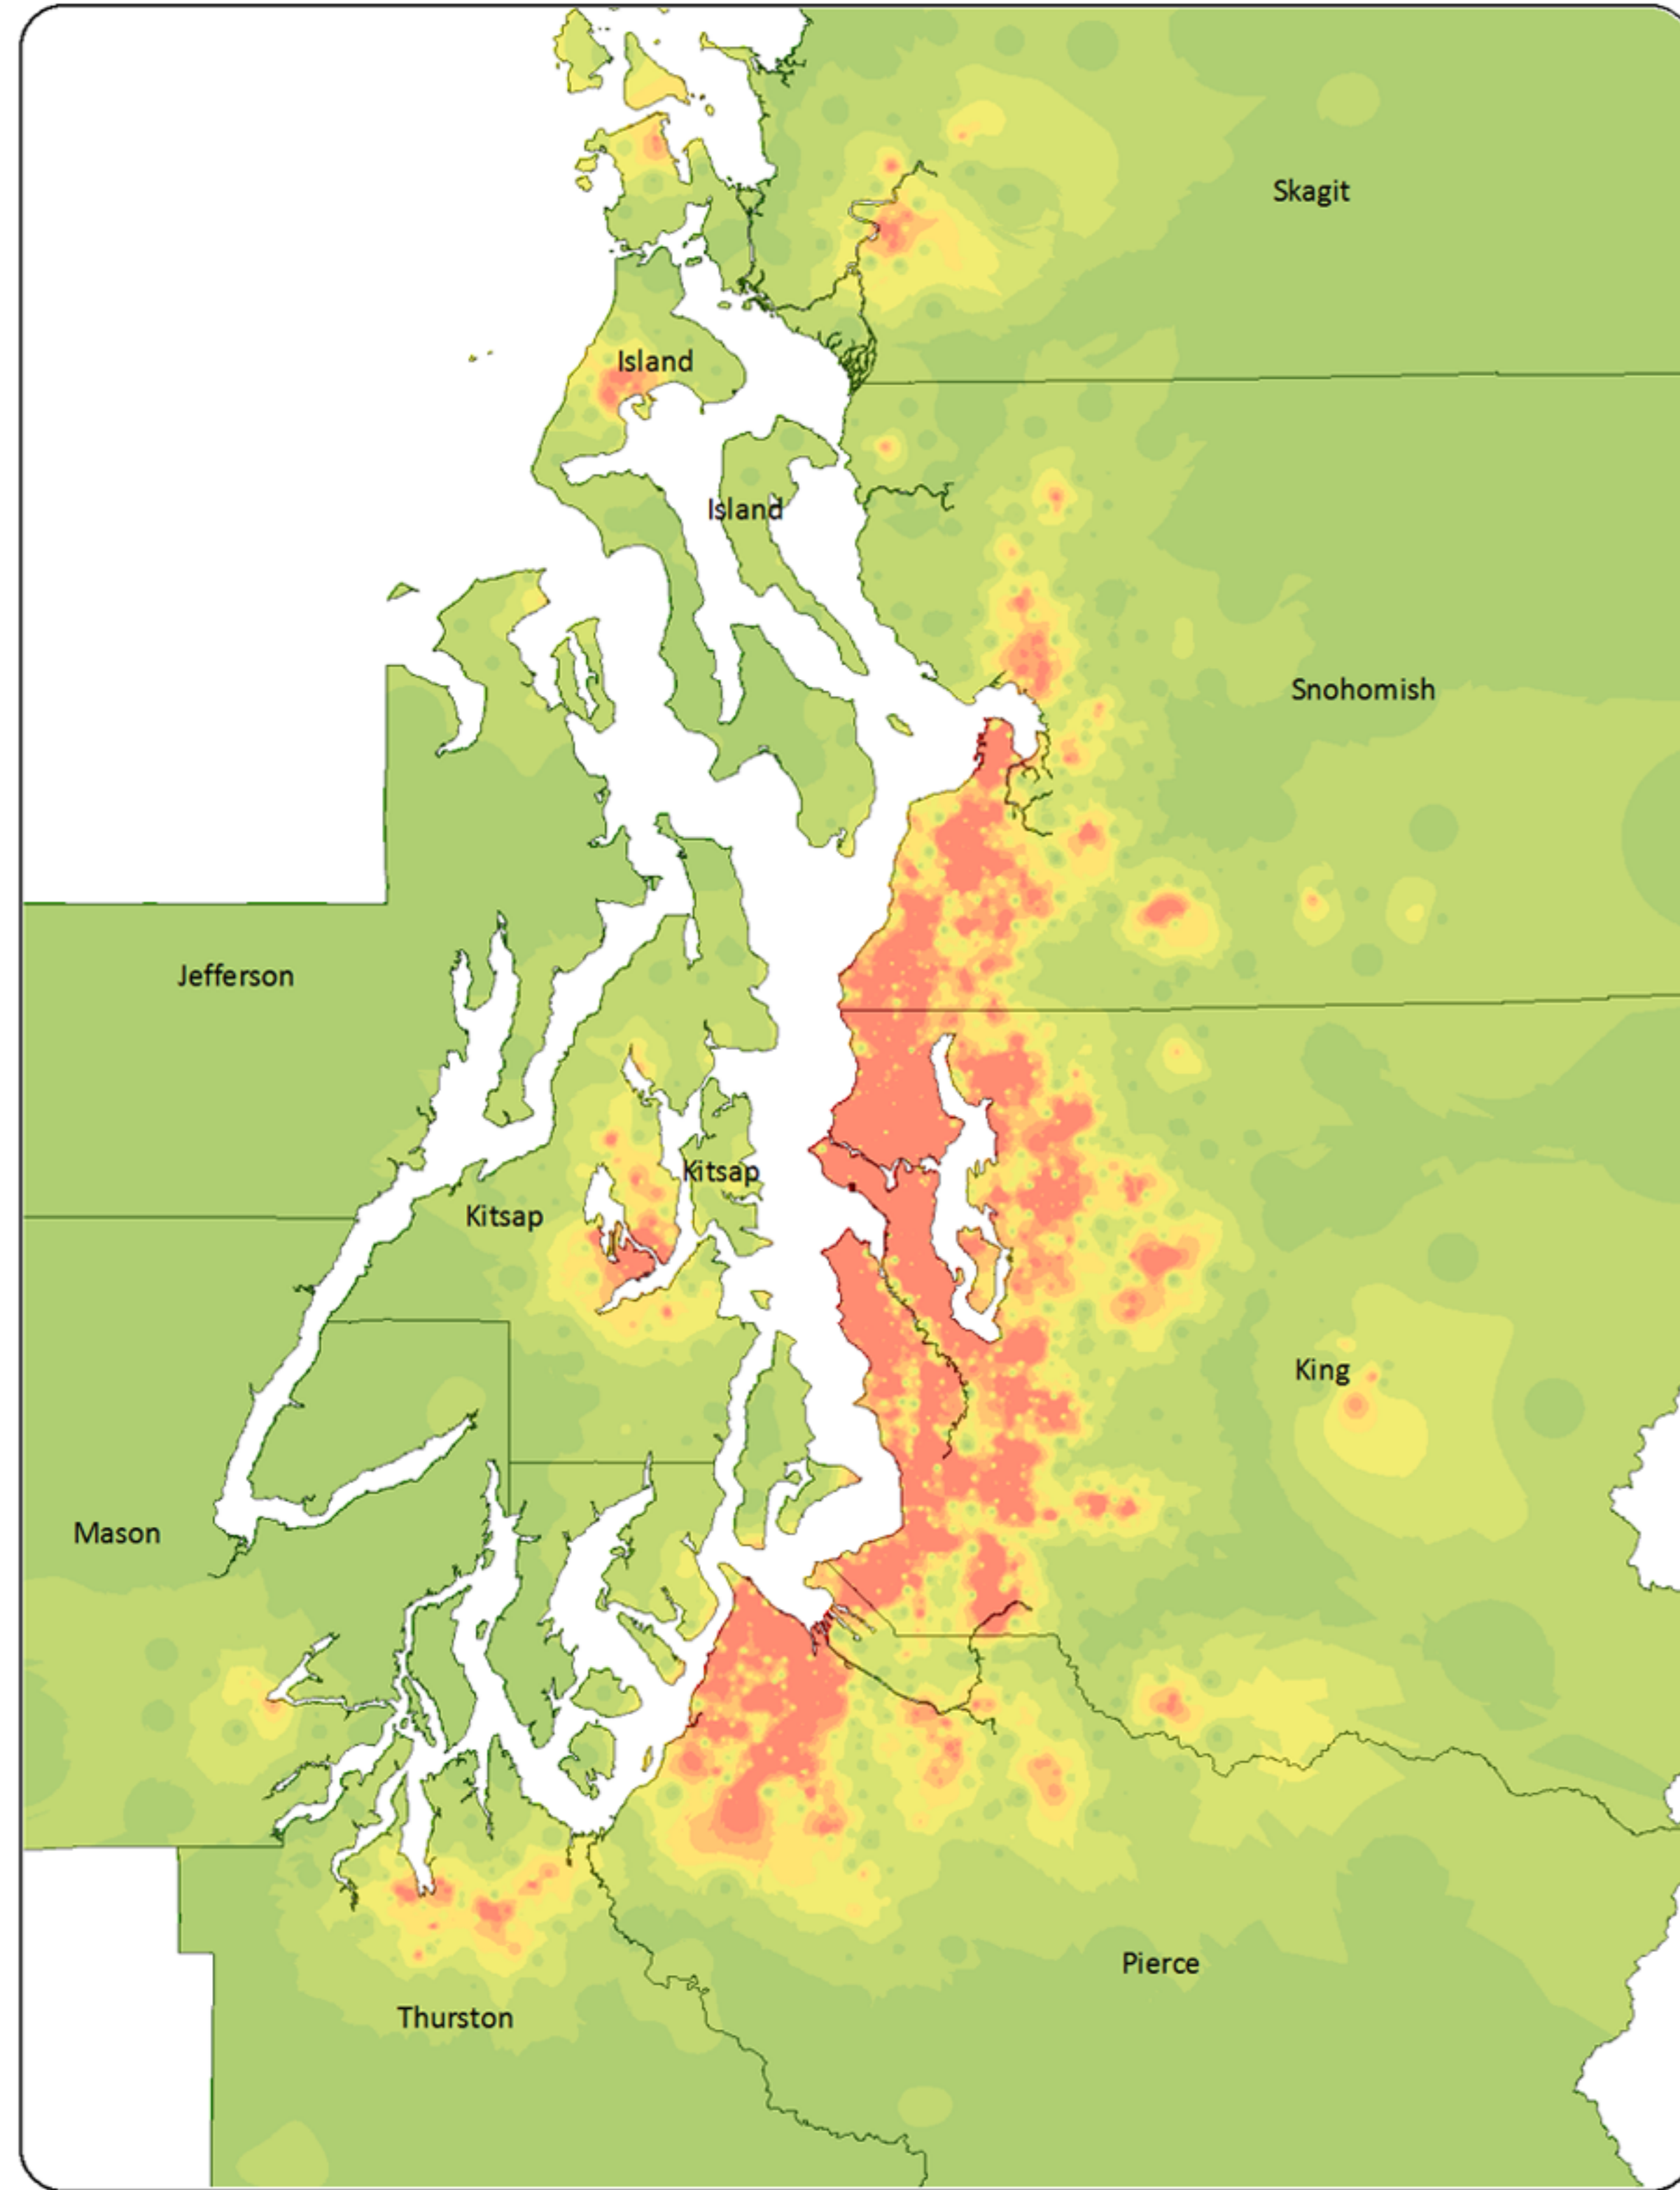 Skagit
Island
Island
Snohomish
Jefferson
Kitsap
Kitsap
King
Mason
Pierce
Thurston